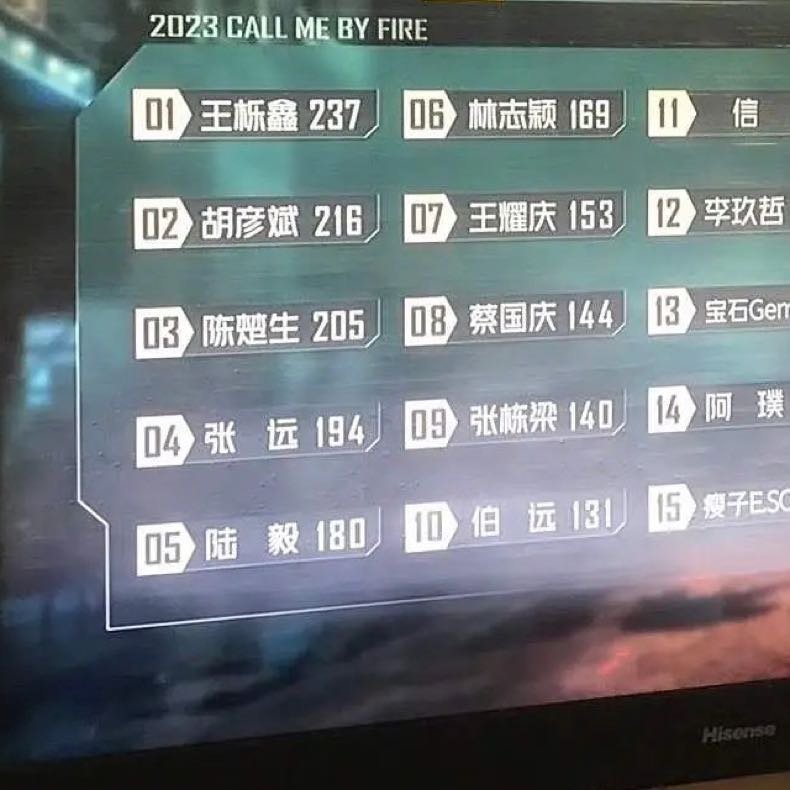 2023 CALL ME BY FIRE
01 王栎鑫 237
02 胡彦斌 216
03 陈楚生 205
04 张 远 194
05 陆 毅 180
06 林志颖 169
07 王耀庆 153
08 蔡国庆 144
09 张栋梁 140
10 伯 远 131
11 信
12 李玖哲
13 宝石Gem
14 阿 璞
15 瘦子E.SO
Hisense